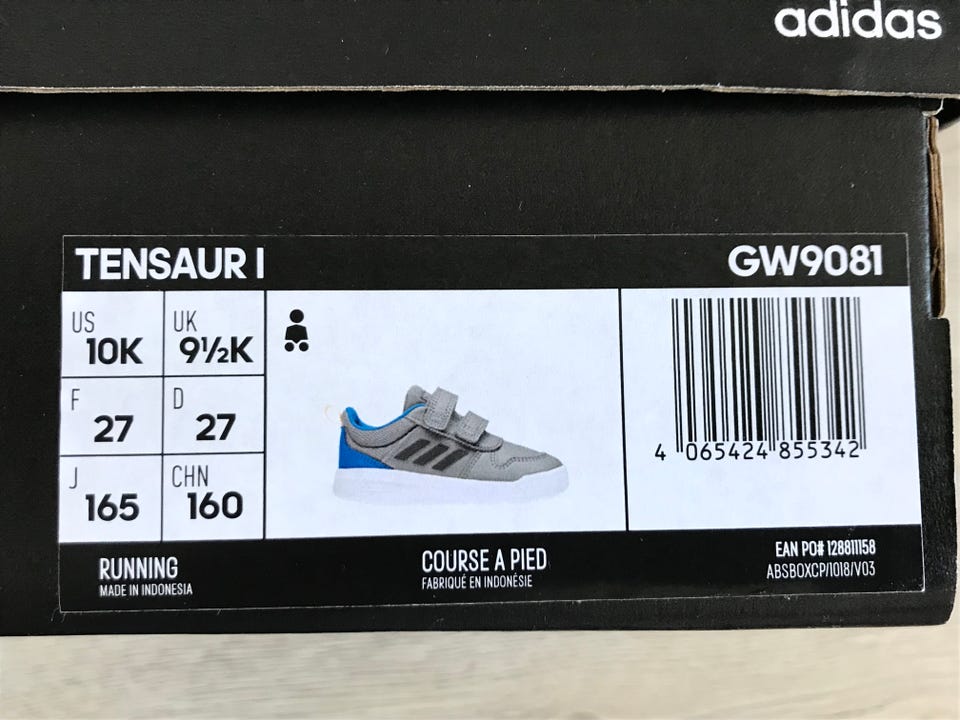 adidas
TENSAUR I
GW9081
US
10K
UK
9½K
F
27
D
27
J
165
CHN
160
4 065424 855342
RUNNING
MADE IN INDONESIA
COURSE A PIED
FABRIQUÉ EN INDONÉSIE
EAN PO# 128811158
ABSBOXCP/1018/V03